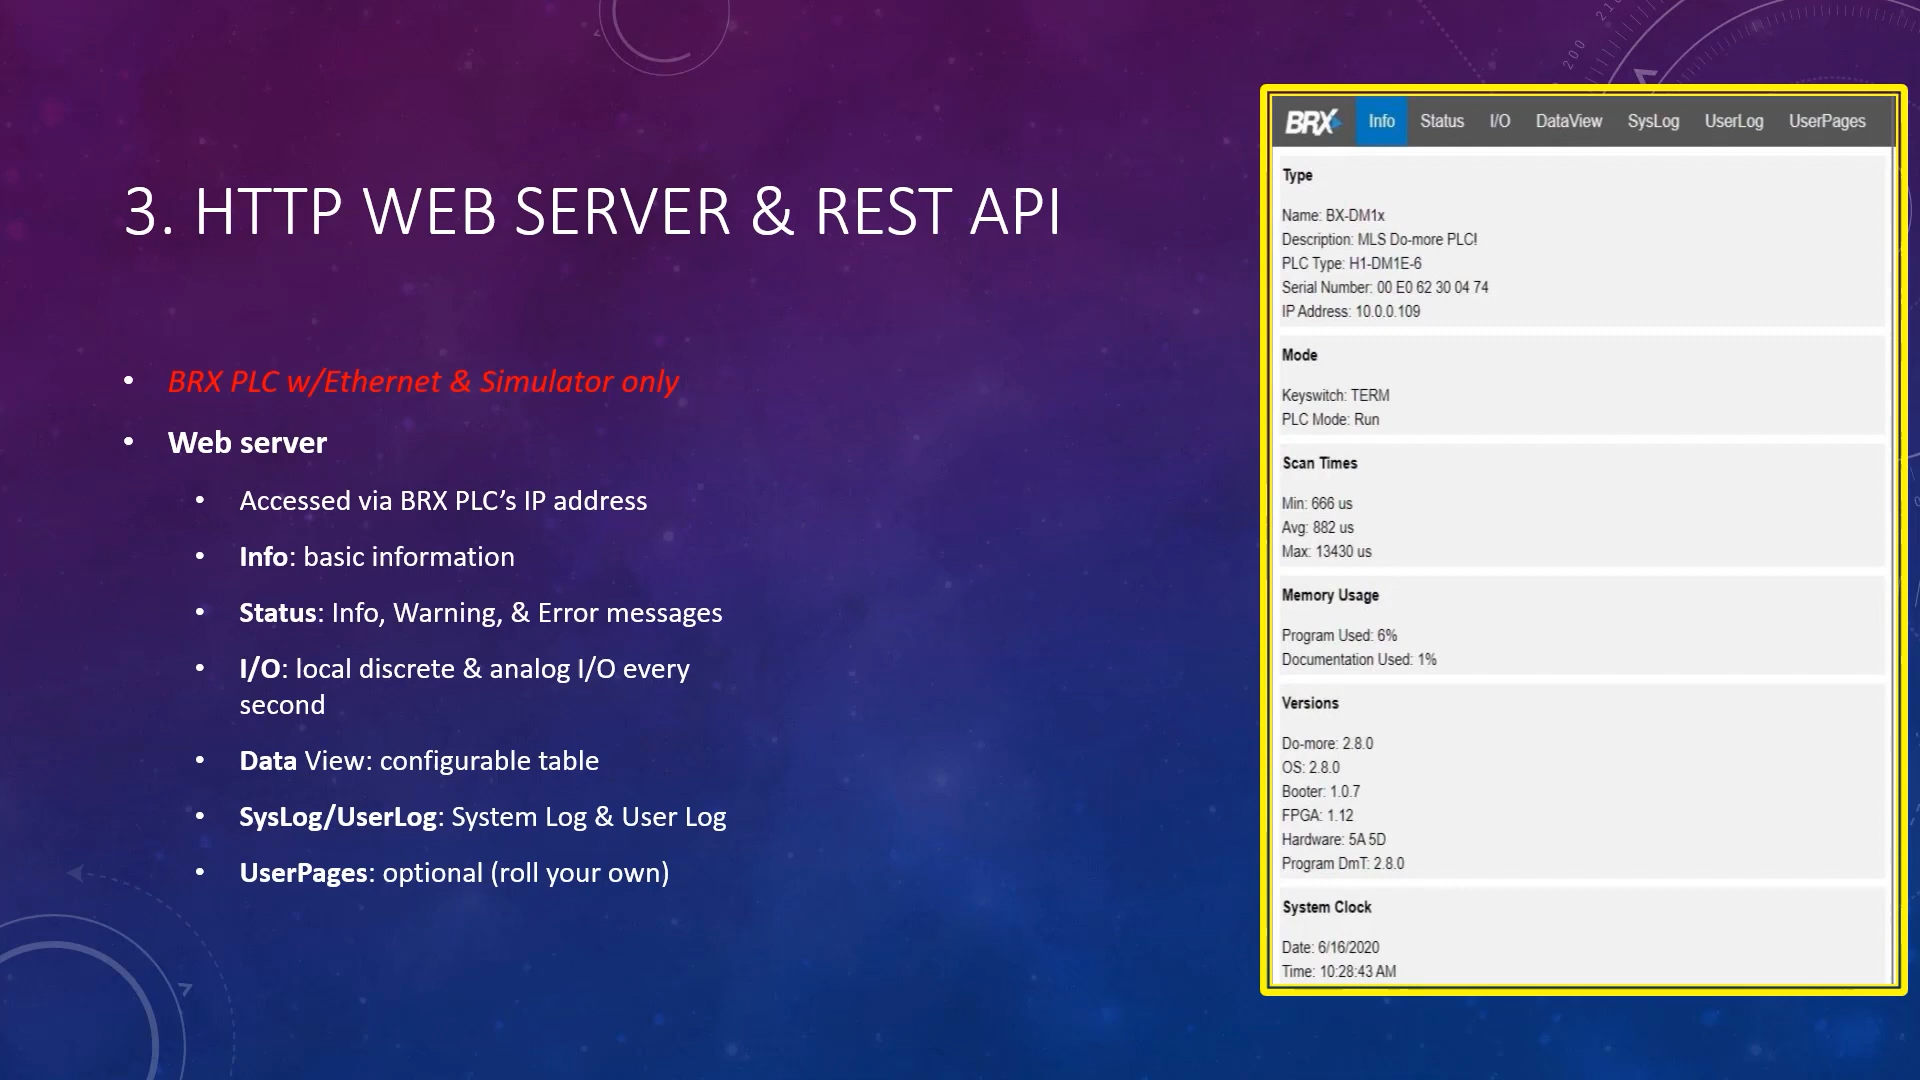 3. HTTP WEB SERVER & REST API
• BRX PLC w/Ethernet & Simulator only
• Web server
• Accessed via BRX PLC’s IP address
• Info: basic information
• Status: Info, Warning, & Error messages
• I/O: local discrete & analog I/O every
second
• Data View: configurable table
• SysLog/UserLog: System Log & User Log
• UserPages: optional (roll your own)
BRX Info Status I/O DataView SysLog UserLog UserPages
Type
Name: BX-DM1x
Description: MLS Do-more PLC!
PLC Type: H1-DM1E-6
Serial Number: 00 E0 62 30 04 74
IP Address: 10.0.0.109
Mode
Keyswitch: TERM
PLC Mode: Run
Scan Times
Min: 666 us
Avg: 882 us
Max: 13430 us
Memory Usage
Program Used: 6%
Documentation Used: 1%
Versions
Do-more: 2.8.0
OS: 2.8.0
Booter: 1.0.7
FPGA: 1.12
Hardware: 5A 5D
Program DmT: 2.8.0
System Clock
Date: 6/16/2020
Time: 10:28:43 AM
200